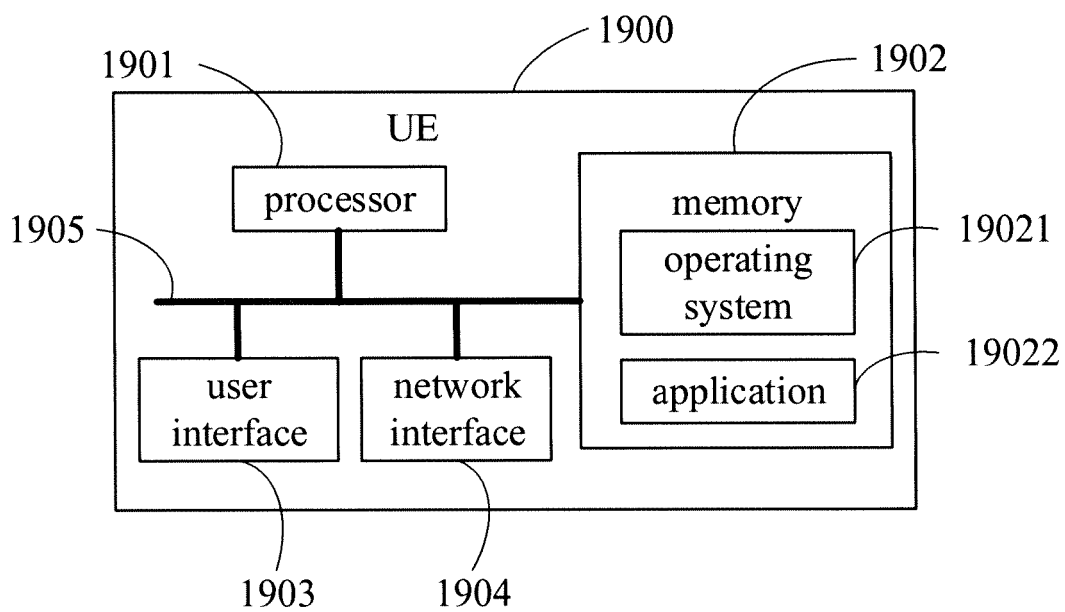 1900
1901
1902
UE
processor
memory
1905
19021
operating
system
19022
user
interface
network
interface
application
1903
1904